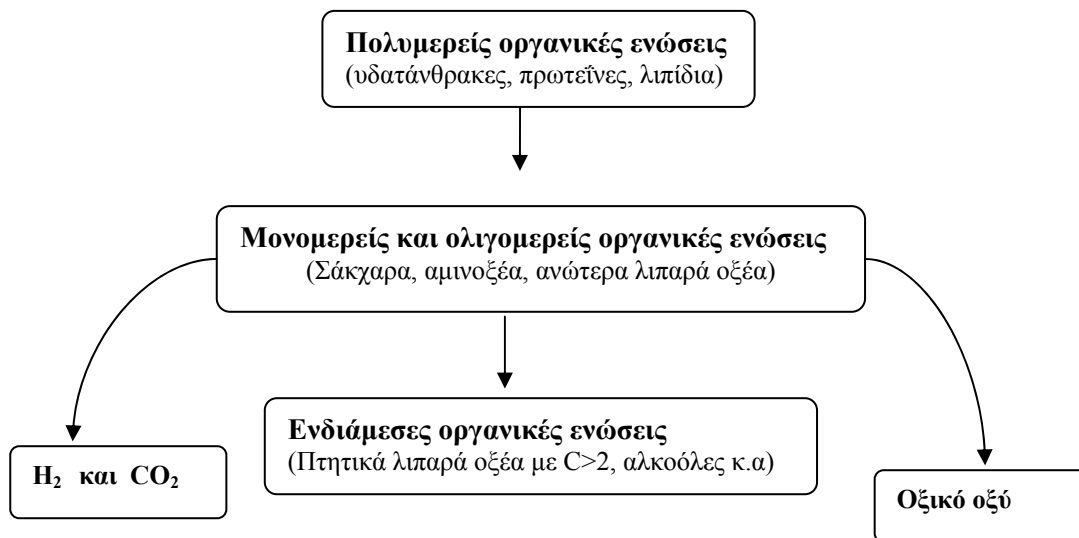 Πολυμερείς οργανικές ενώσεις
(υδατάνθρακες, πρωτεΐνες, λιπίδια)
Μονομερείς και ολιγομερείς οργανικές ενώσεις
(Σάκχαρα, αμινοξέα, ανώτερα λιπαρά οξέα)
Ενδιάμεσες οργανικές ενώσεις
(Πτητικά λιπαρά οξέα με C>2, αλκοόλες κ.α)
H₂ και CO₂
Οξικό οξύ